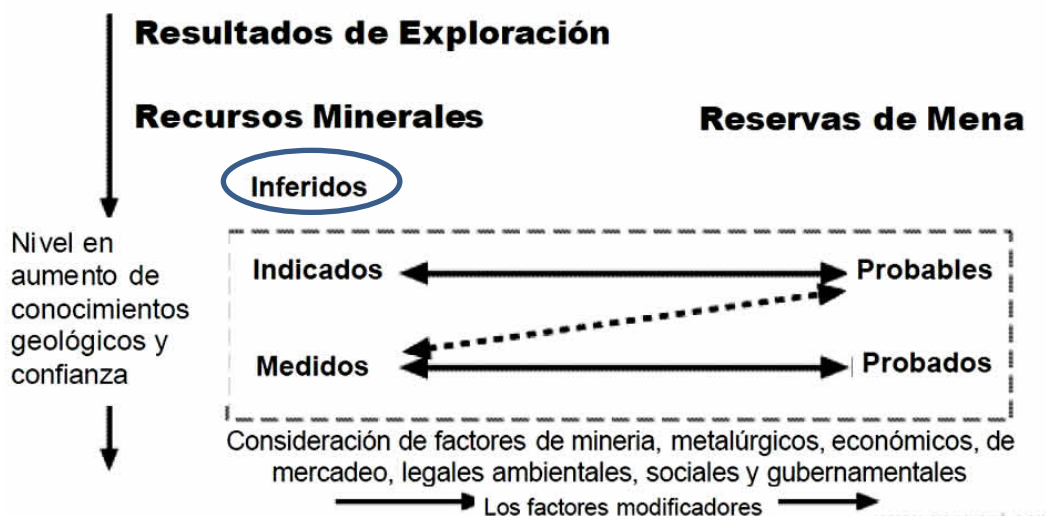 Resultados de Exploración
Recursos Minerales
Reservas de Mena
Inferidos
Nivel en
aumento de
conocimientos
geológicos y
confianza
Indicados
Probables
Medidos
Probados
Consideración de factores de mineria, metalúrgicos, económicos, de
mercadeo, legales ambientales, sociales y gubernamentales
Los factores modificadores